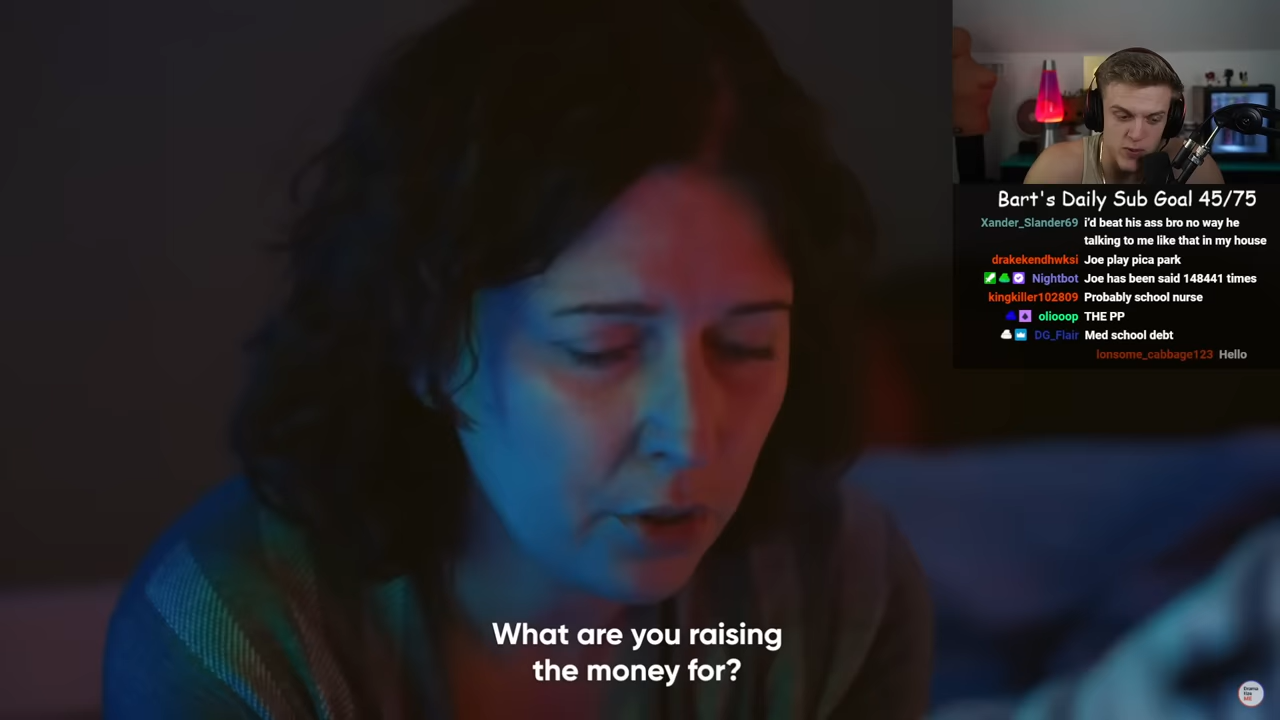 Bart's Daily Sub Goal 45/75
Xander_Slander69 i'd beat his ass bro no way he
talking to me like that in my house
drakekendhwksi Joe play pica park
Nightbot Joe has been said 148441 times
kingkiller102809 Probably school nurse
oliooop THE PP
DG_Flair Med school debt
lonsome_cabbage123 Hello
What are you raising
the money for?